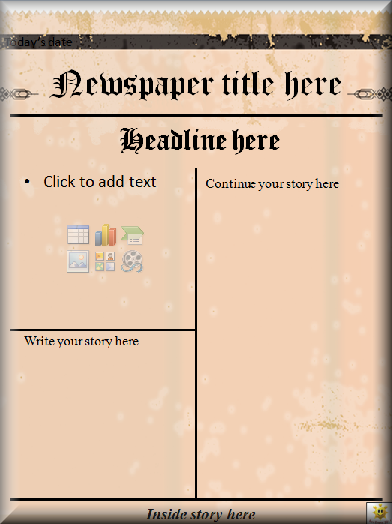 Today's date
Newspaper title here
Headline here
• Click to add text
Continue your story here
Write your story here
Inside story here